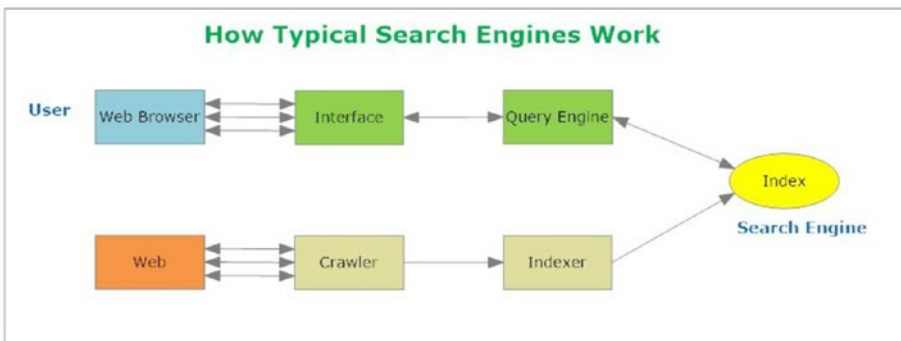 How Typical Search Engines Work
User
Web Browser
Interface
Query Engine
Index
Search Engine
Web
Crawler
Indexer